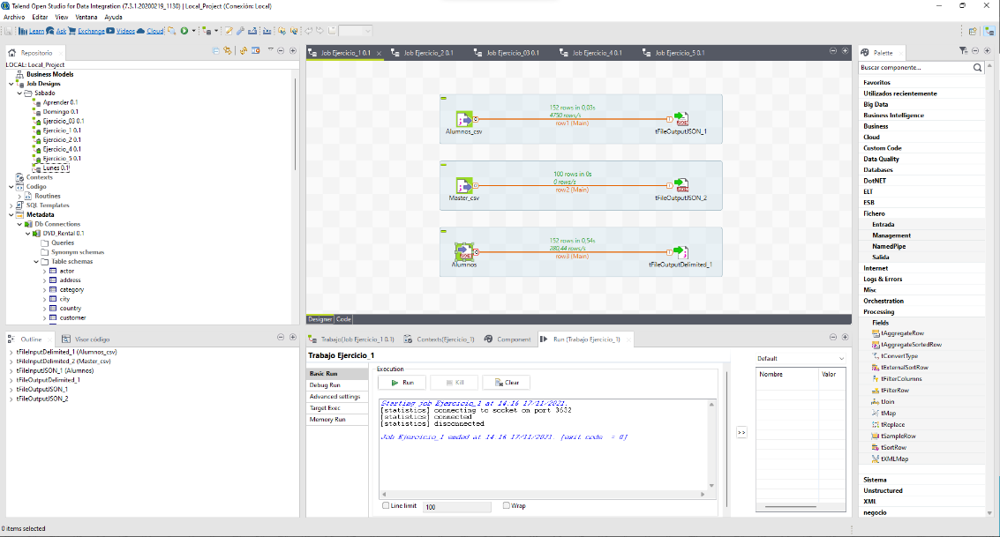 Talend Open Studio for Data Integration (7.3.1.20200219_1130) | Local_Project (Conexión: Local)
Archivo Editar View Ventana Ayuda
Learn Ask Exchange Videos Cloud
Repositorio
LOCAL: Local_Project
Business Models
Job Designs
Sabado
Aprender 0.1
Domingo 0.1
Ejercicio_03 0.1
Ejercicio_1 0.1
Ejercicio_2 0.1
Ejercicio_4 0.1
Ejercicio_5 0.1
Lunes 0.1
Contexts
Codigo
Routines
SQL Templates
Metadata
Db Connections
DVD_Rental 0.1
Queries
Synonym schemas
Table schemas
actor
address
category
city
country
customer
Job Ejercicio_1 0.1
Job Ejercicio_2 0.1
Job Ejercicio_03 0.1
Job Ejercicio_4 0.1
Job Ejercicio_5 0.1
152 rows in 0,03s
4750 rows/s
row1 (Main)
Alumnos_csv
tFileOutputJSON_1
100 rows in 0s
0 rows/s
row2 (Main)
Master_csv
tFileOutputJSON_2
152 rows in 0,54s
280,44 rows/s
row3 (Main)
Alumnos
tFileOutputDelimited_1
Designer Code
Palette
Buscar componente...
Favoritos
Utilizados recientemente
Big Data
Business Intelligence
Business
Cloud
Custom Code
Data Quality
Databases
DotNET
ELT
ESB
Fichero
Entrada
Management
NamedPipe
Salida
Internet
Logs & Errors
Misc
Orchestration
Processing
Fields
tAggregateRow
tAggregateSortedRow
tConvertType
tExternalSortRow
tFilterColumns
tFilterRow
tJoin
tMap
tReplace
tSampleRow
tSortRow
tXMLMap
Sistema
Unstructured
XML
negocio
Outline
Visor código
tFileInputDelimited_1 (Alumnos_csv)
tFileInputDelimited_2 (Master_csv)
tFileInputJSON_1 (Alumnos)
tFileOutputDelimited_1
tFileOutputJSON_1
tFileOutputJSON_2
Trabajo(Job Ejercicio_1 0.1)
Contexts(Ejercicio_1)
Component
Run (Trabajo Ejercicio_1)
Trabajo Ejercicio_1
Basic Run
Debug Run
Advanced settings
Target Exec
Memory Run
Execution
Run
Kill
Clear
Starting job Ejercicio_1 at 14:16 17/11/2021.
[statistics] connecting to socket on port 3632
[statistics] connected
[statistics] disconnected
Job Ejercicio_1 ended at 14:16 17/11/2021. [exit code = 0]
Line limit 100
Wrap
>>
Default
Nombre Valor
0 items selected